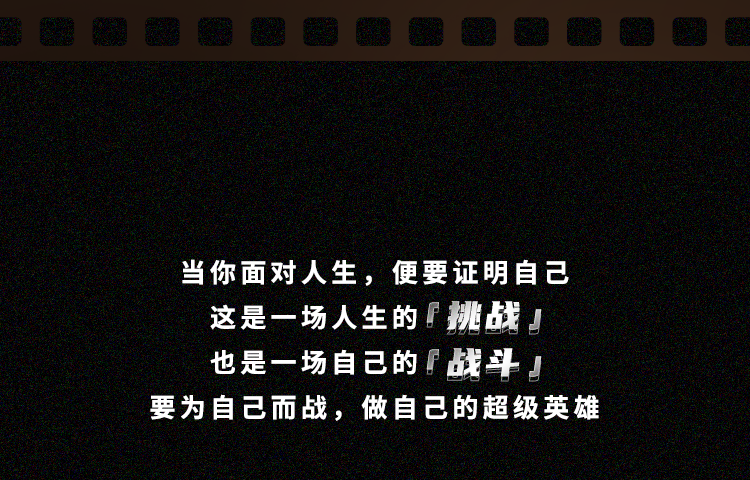 当你面对人生，便要证明自己
这是一场人生的「挑战」
也是一场自己的「战斗」
要为自己而战，做自己的超级英雄